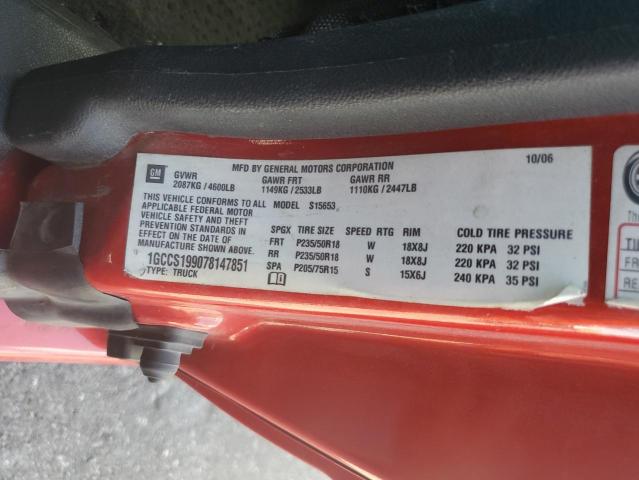 MFD BY GENERAL MOTORS CORPORATION 10/06
GM GVWR GAWR FRT GAWR RR
2087KG / 4600LB 1149KG / 2533LB 1110KG / 2447LB
THIS VEHICLE CONFORMS TO ALL
APPLICABLE FEDERAL MOTOR
VEHICLE SAFETY AND THEFT
PREVENTION STANDARDS IN
EFFECT ON THE DATE OF
MANUFACTURE SHOWN ABOVE.
1GCCS199078147851
TYPE: TRUCK
MODEL S15653
SPGX TIRE SIZE SPEED RTG RIM COLD TIRE PRESSURE
FRT P235/50R18 W 18X8J 220 KPA 32 PSI
RR P235/50R18 W 18X8J 220 KPA 32 PSI
SPA P205/75R15 S 15X6J 240 KPA 35 PSI